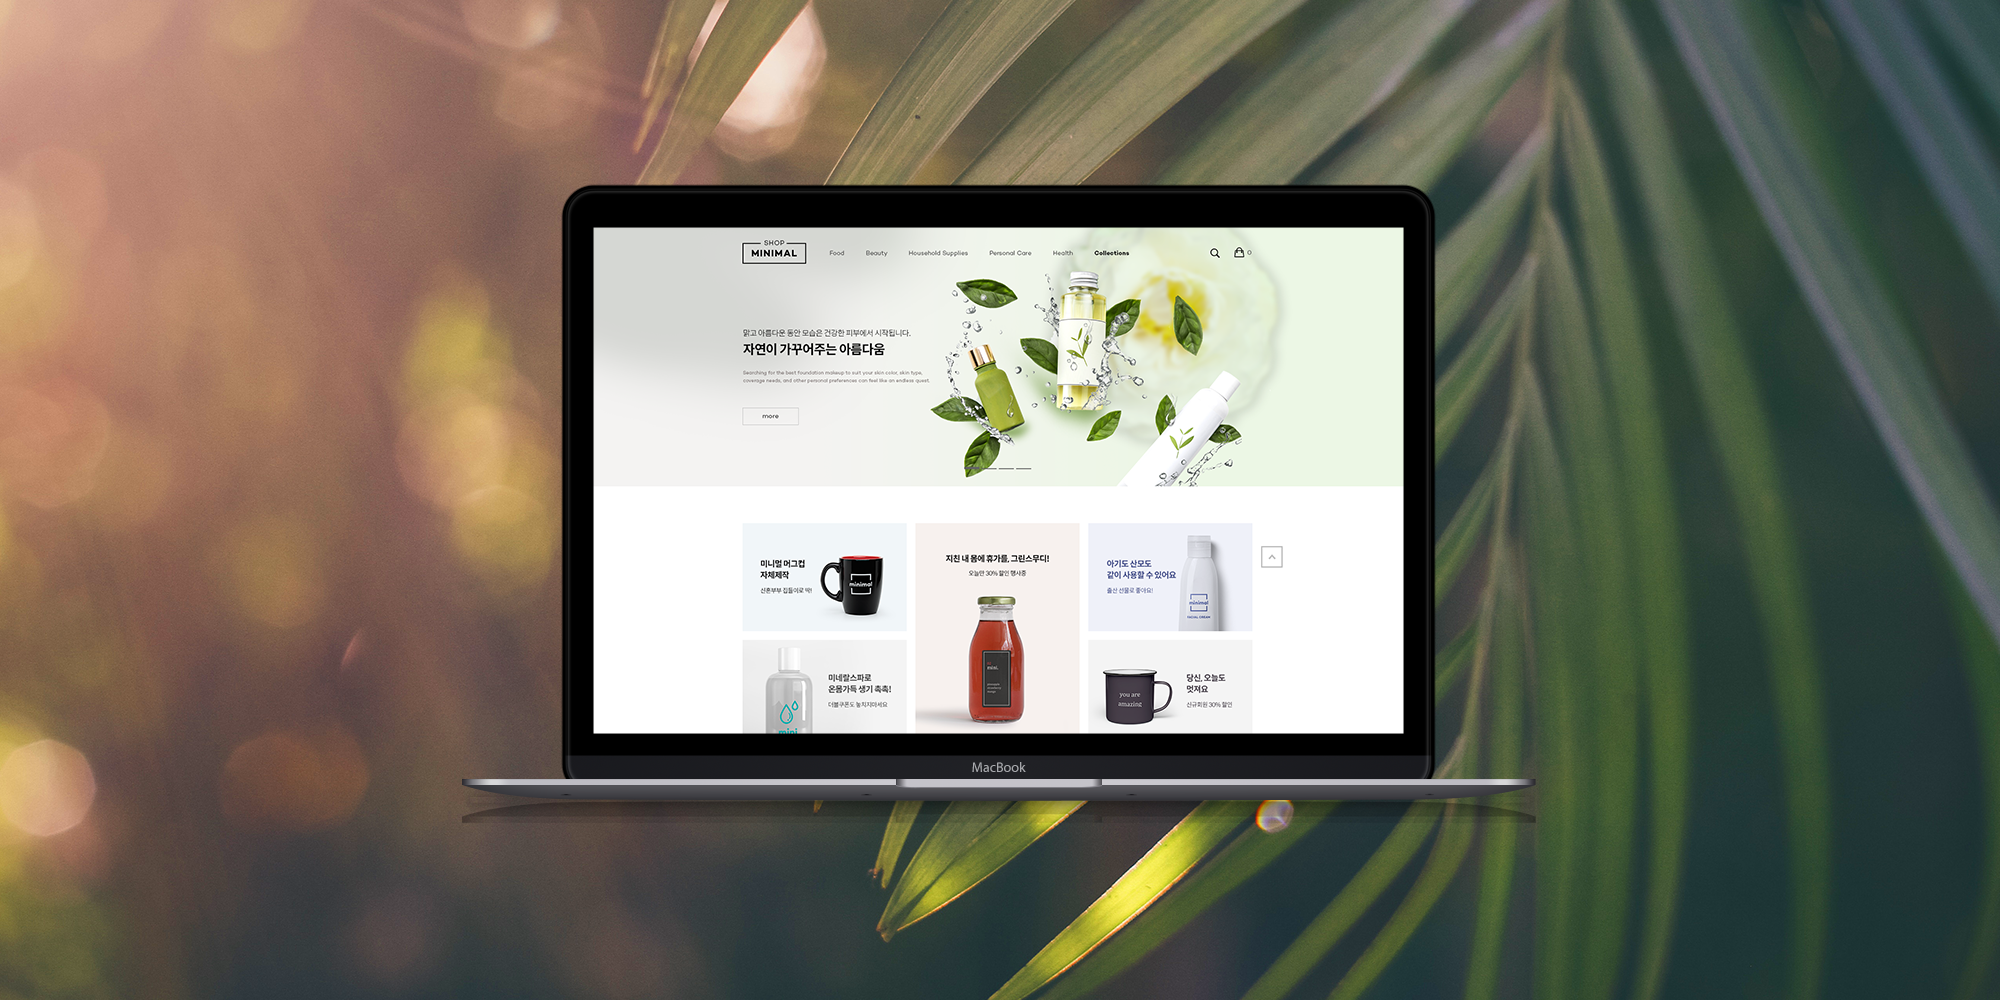 SHOP
MINIMAL
Food Beauty Household Supplies Personal Care Health Collections
0
맑고 아름다운 동안 모습은 건강한 피부에서 시작됩니다.
자연이 가꾸어주는 아름다움
Searching for the best foundation makeup to suit your skin color, skin type,
coverage needs, and other personal preferences can feel like an endless quest.
more
미니멀 머그컵
자체제작
신혼부부 집들이로 딱!
minimal
지친 내 몸에 휴가를, 그린스무디!
오늘만 30% 할인 행사중
mini.
아기도 산모도
같이 사용할 수 있어요
출산 선물로 좋아요!
minimal
FACIAL CREAM
미네랄스파로
온몸가득 생기 촉촉!
더블쿠폰도 놓치지마세요
mini
you are
amazing
당신, 오늘도
멋져요
신규회원 30% 할인
MacBook